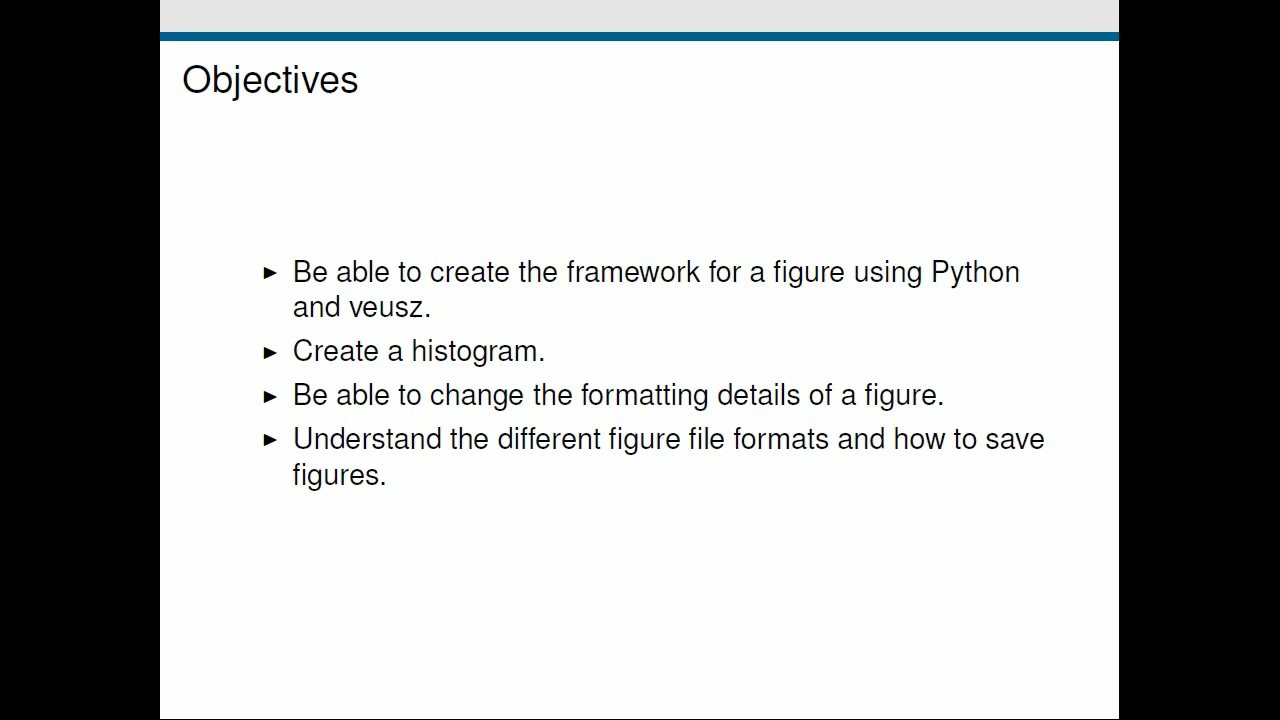 Objectives
► Be able to create the framework for a figure using Python
and veusz.
► Create a histogram.
► Be able to change the formatting details of a figure.
► Understand the different figure file formats and how to save
figures.